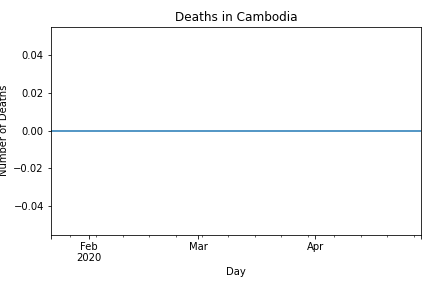 Deaths in Cambodia
Number of Deaths
0.04
0.02
0.00
−0.02
−0.04
Feb
2020
Mar
Apr
Day